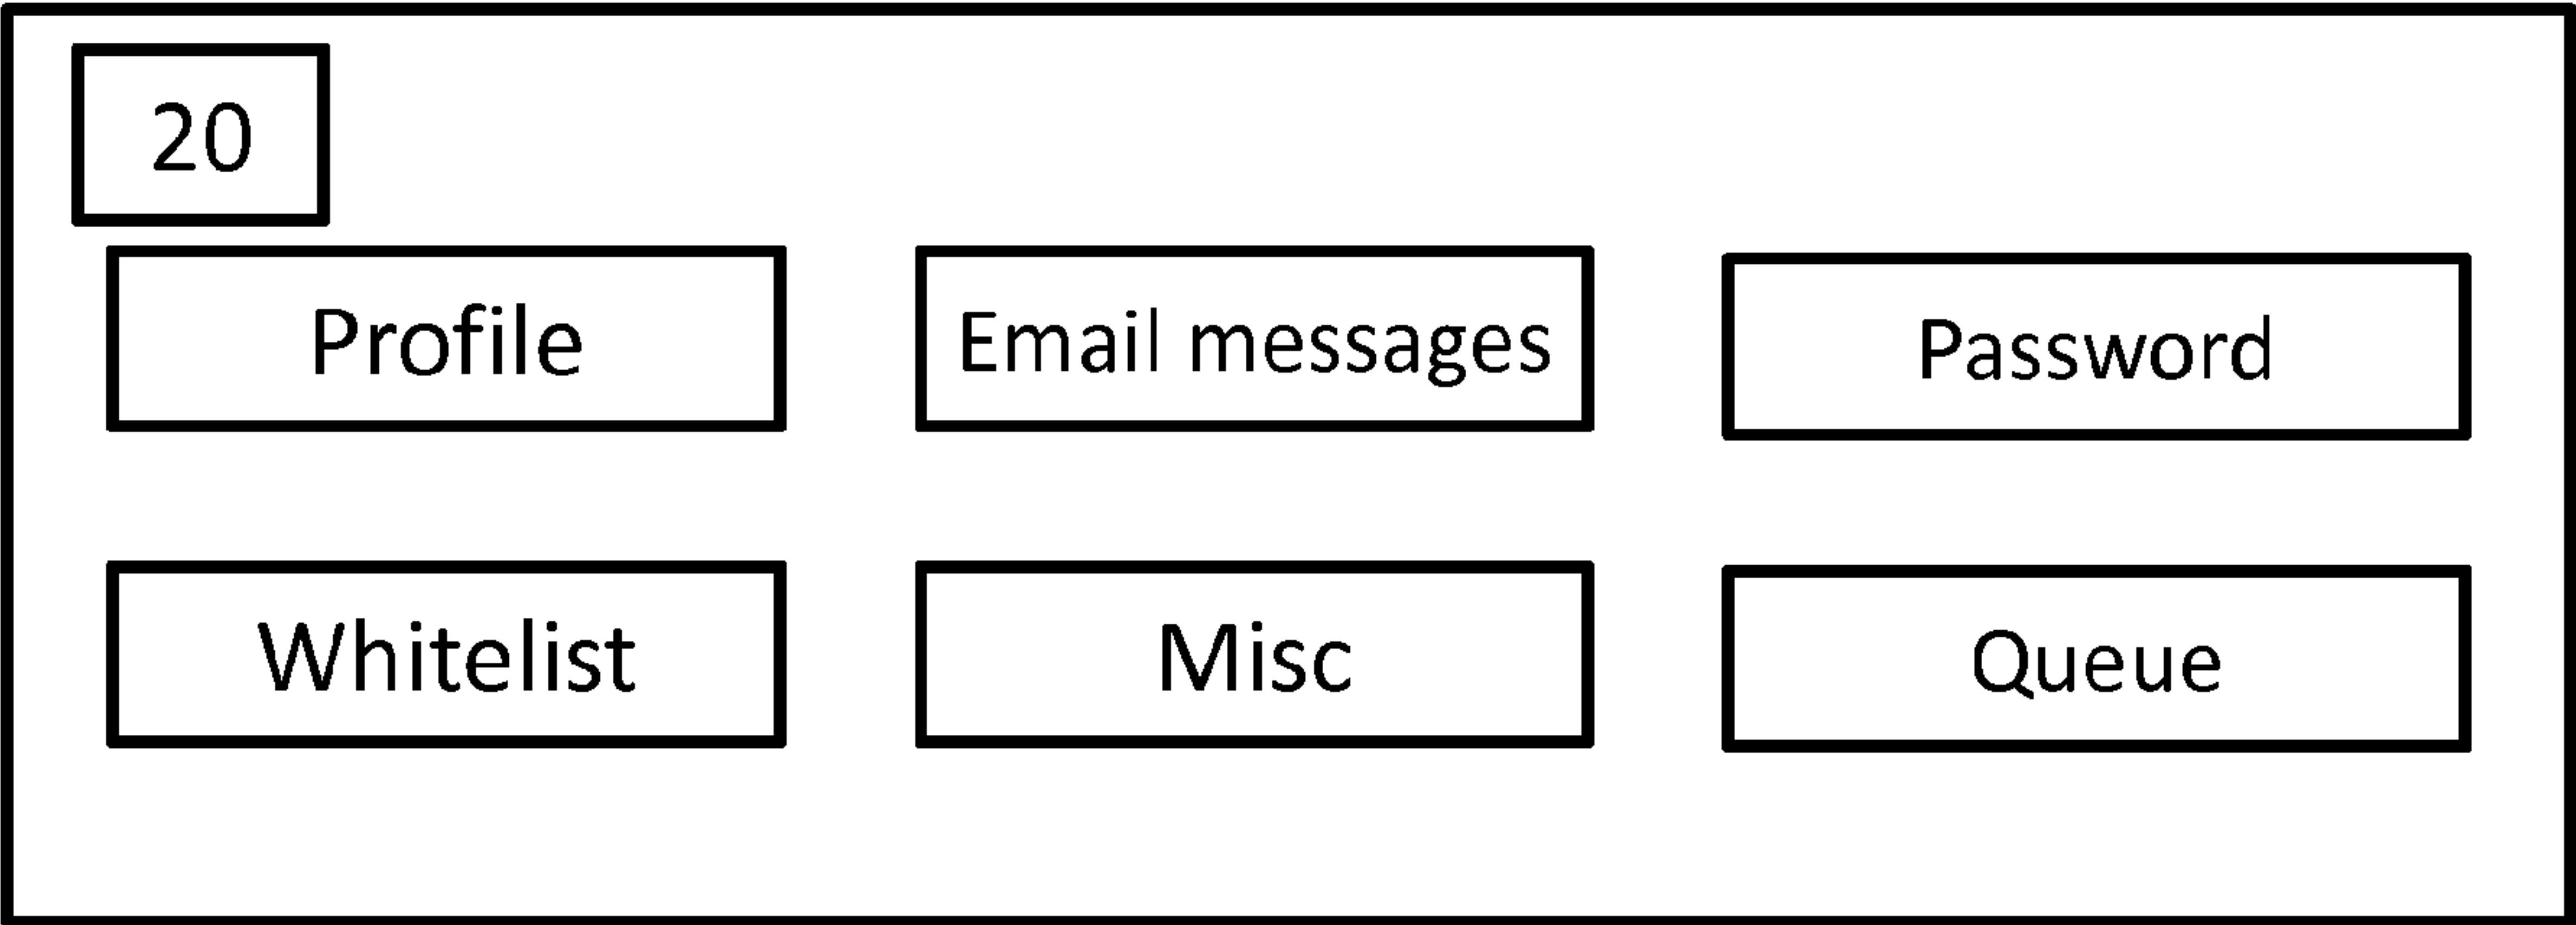 20
Profile
Email messages
Password
Whitelist
Misc
Queue